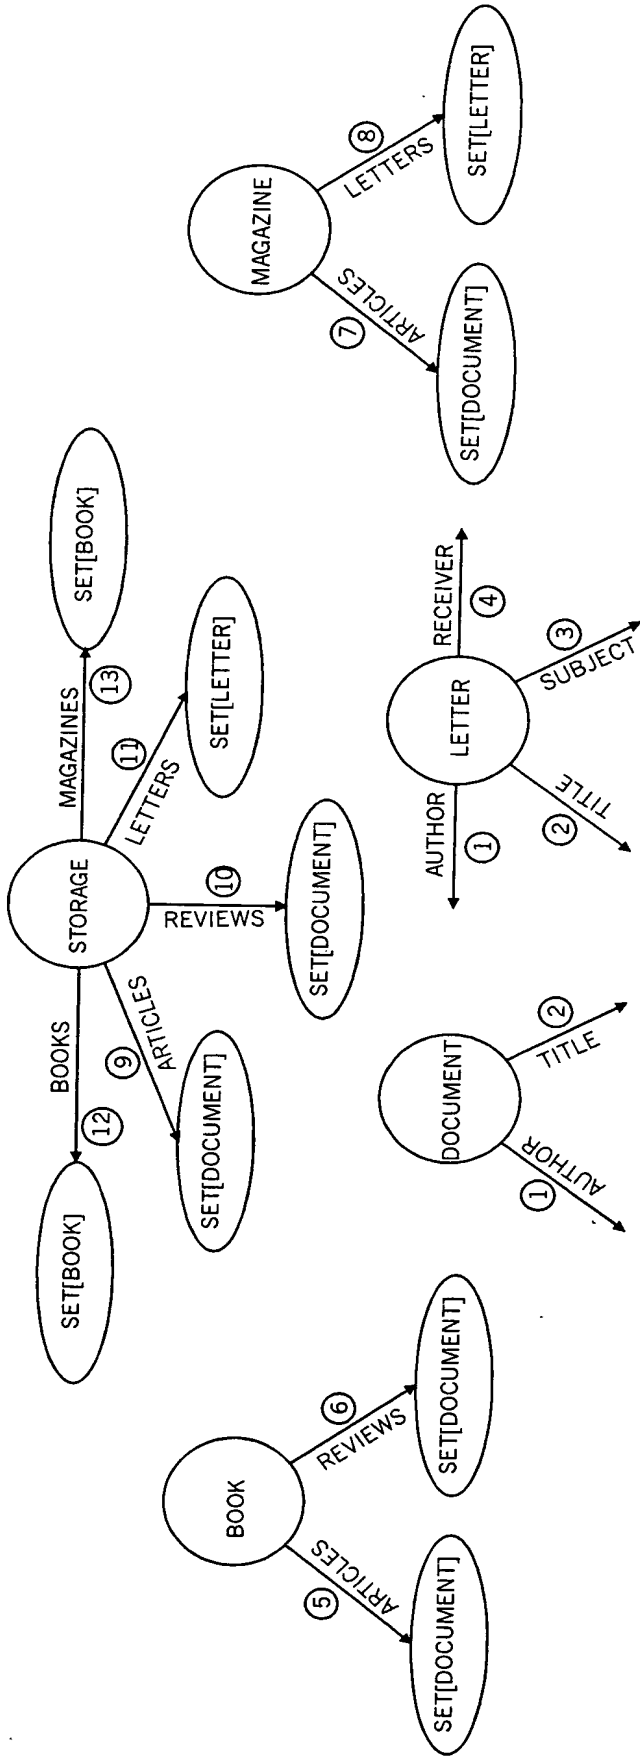 STORAGE
BOOKS
12
SET[BOOK]
ARTICLES
9
SET[DOCUMENT]
REVIEWS
10
SET[DOCUMENT]
LETTERS
11
SET[LETTER]
MAGAZINES
13
SET[BOOK]
BOOK
ARTICLES
5
SET[DOCUMENT]
REVIEWS
6
SET[DOCUMENT]
DOCUMENT
AUTHOR
1
TITLE
2
LETTER
AUTHOR
1
TITLE
2
SUBJECT
3
RECEIVER
4
MAGAZINE
ARTICLES
7
SET[DOCUMENT]
LETTERS
8
SET[LETTER]